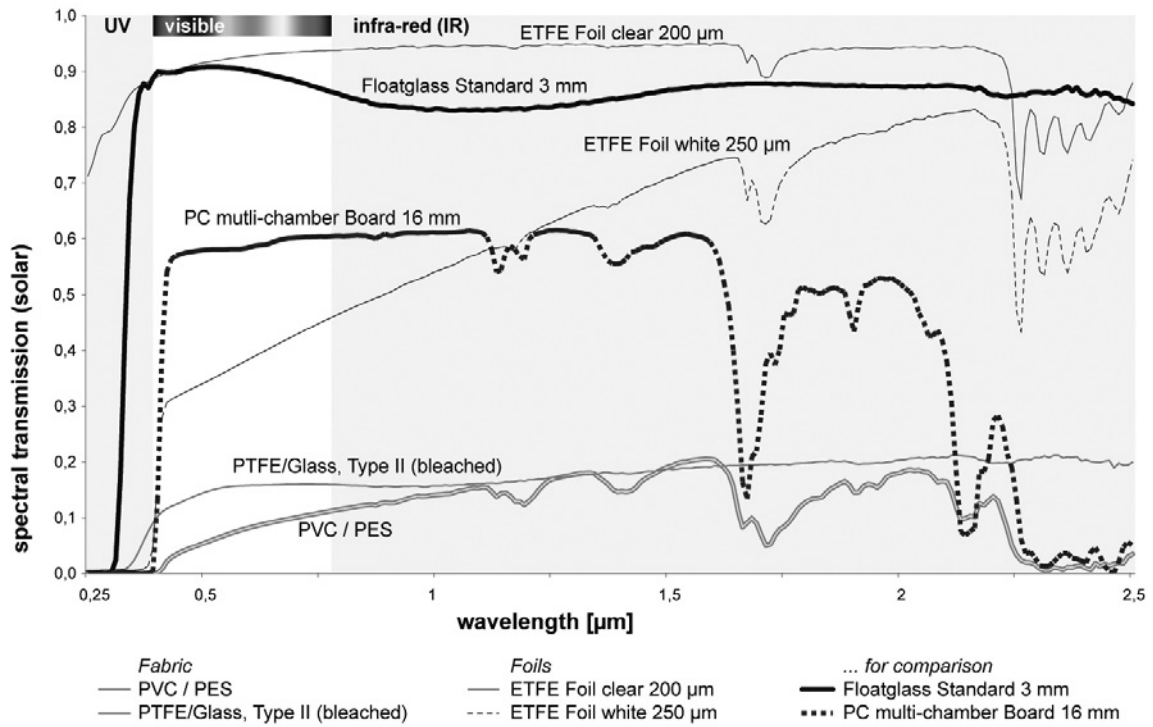 1,0
UV
visible
infra-red (IR)
ETFE Foil clear 200 µm
0,9
Floatglass Standard 3 mm
0,8
ETFE Foil white 250 µm
0,7
PC mutli-chamber Board 16 mm
0,6
0,5
0,4
0,3
PTFE/Glass, Type II (bleached)
0,2
PVC / PES
0,1
0,0
spectral transmission (solar)
0,25
0,5
1
1,5
2
2,5
wavelength [µm]
Fabric
PVC / PES
PTFE/Glass, Type II (bleached)
Foils
ETFE Foil clear 200 µm
ETFE Foil white 250 µm
... for comparison
Floatglass Standard 3 mm
PC multi-chamber Board 16 mm